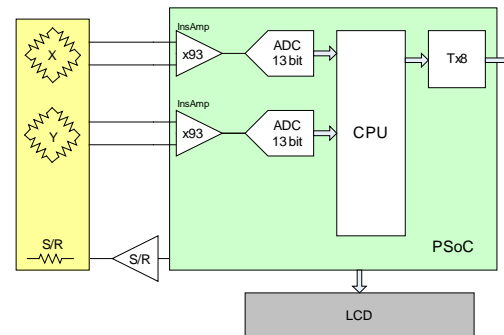 InsAmp
X
x93
ADC
13 bit
Tx8
InsAmp
Y
x93
ADC
13 bit
CPU
S/R
S/R
PSoC
LCD